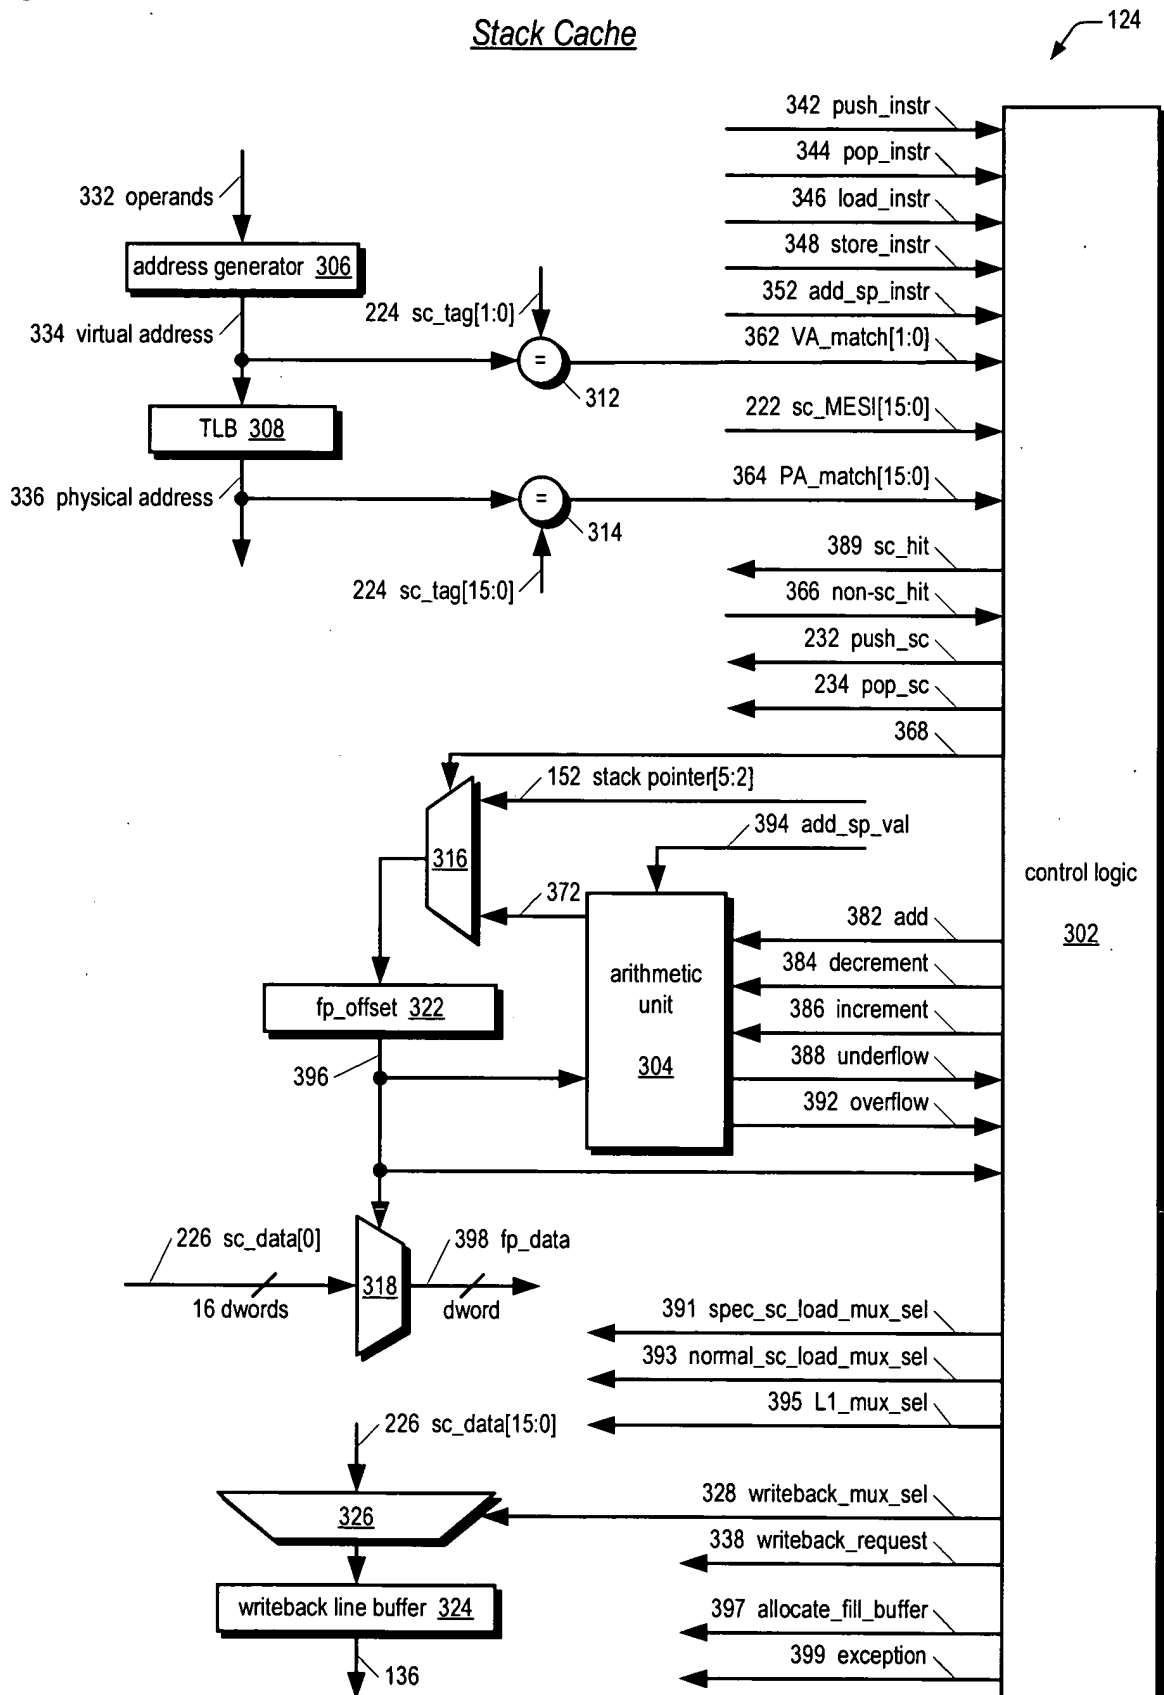 Stack Cache
124
342 push_instr
344 pop_instr
332 operands
346 load_instr
348 store_instr
address generator 306
352 add_sp_instr
224 sc_tag[1:0]
334 virtual address
362 VA_match[1:0]
=
312
222 sc_MESI[15:0]
TLB 308
336 physical address
364 PA_match[15:0]
=
314
389 sc_hit
224 sc_tag[15:0]
366 non-sc_hit
232 push_sc
234 pop_sc
368
152 stack pointer[5:2]
394 add_sp_val
316
control logic
302
372
382 add
384 decrement
arithmetic
unit
304
fp_offset 322
386 increment
388 underflow
396
392 overflow
226 sc_data[0]
398 fp_data
318
16 dwords
dword
391 spec_sc_load_mux_sel
393 normal_sc_load_mux_sel
395 L1_mux_sel
226 sc_data[15:0]
328 writeback_mux_sel
326
338 writeback_request
writeback line buffer 324
397 allocate_fill_buffer
399 exception
136